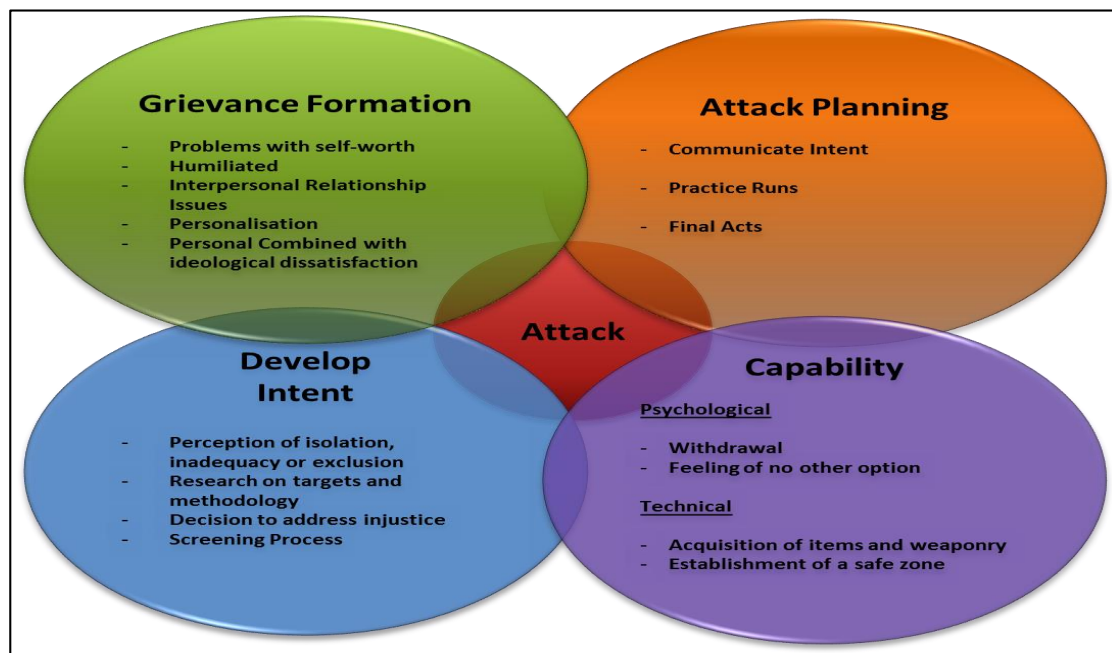 Grievance Formation
- Problems with self-worth
- Humiliated
- Interpersonal Relationship
Issues
- Personalisation
- Personal Combined with
ideological dissatisfaction
Attack Planning
- Communicate Intent
- Practice Runs
- Final Acts
Attack
Develop
Intent
- Perception of isolation,
inadequacy or exclusion
- Research on targets and
methodology
- Decision to address injustice
- Screening Process
Capability
Psychological
- Withdrawal
- Feeling of no other option
Technical
- Acquisition of items and weaponry
- Establishment of a safe zone